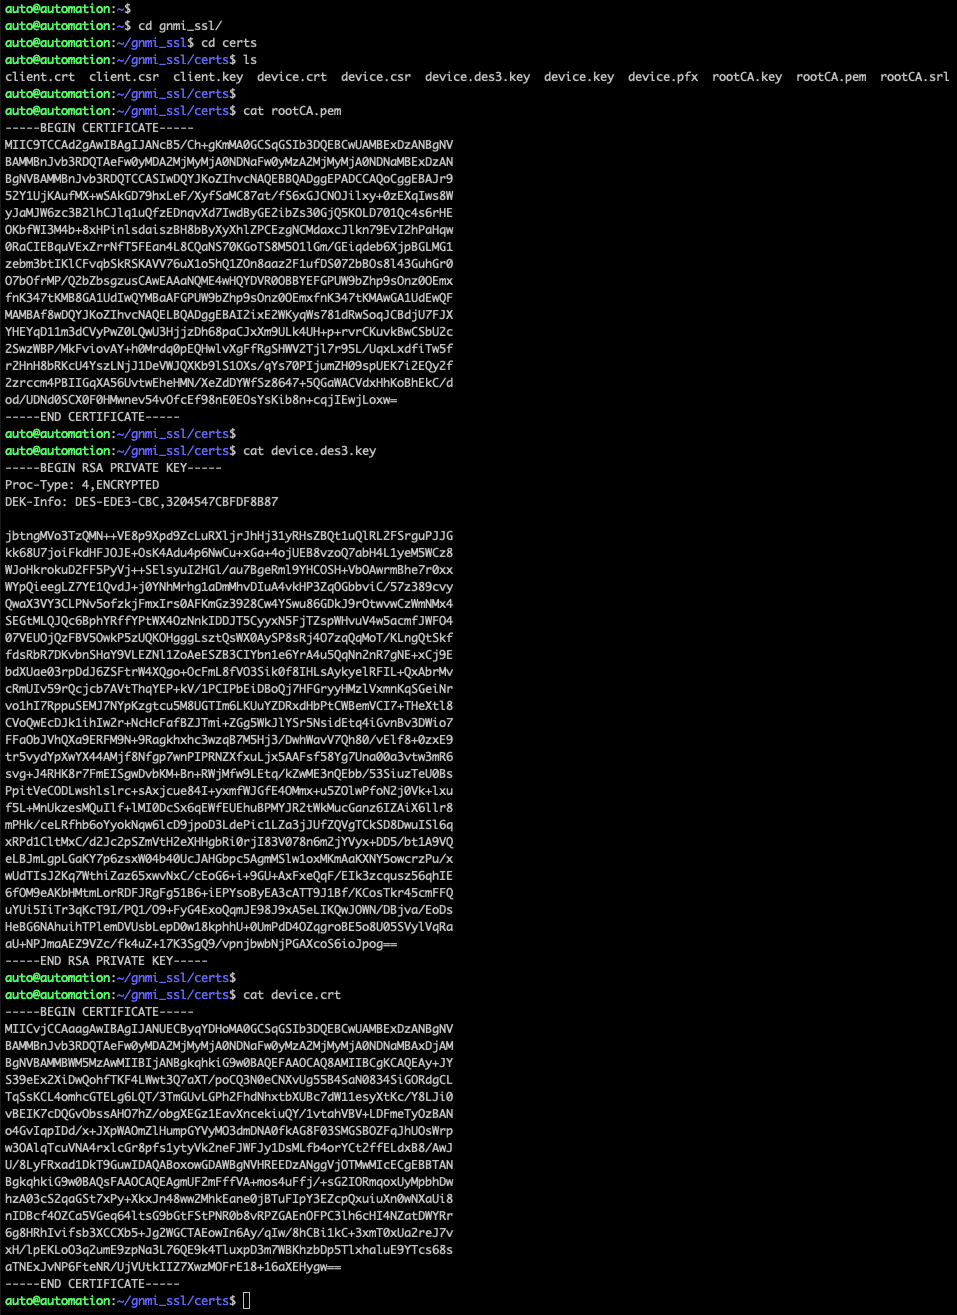 auto@automation:~$
auto@automation:~$ cd gnmi_ssl/
auto@automation:~/gnmi_ssl$ cd certs
auto@automation:~/gnmi_ssl/certs$ ls
client.crt  client.csr  client.key  device.crt  device.csr  device.des3.key  device.key  device.pfx  rootCA.key  rootCA.pem  rootCA.srl
auto@automation:~/gnmi_ssl/certs$
auto@automation:~/gnmi_ssl/certs$ cat rootCA.pem
-----BEGIN CERTIFICATE-----
MIIC9TCCAd2gAwIBAgIJANcB5/Ch+gKmMA0GCSqGSIb3DQEBCwUAMBExDzANBgNV
BAMMBnJvb3RDQTAeFw0yMDA2MjMyMjA0NDNaFw0yMzA2MjMyMjA0NDNaMBExDzAN
BgNVBAMMBnJvb3RDQTCCASIwDQYJKoZIhvcNAQEBBQADggEPADCCAQoCggEBAJr9
52Y1UjKAufMX+wSAkGD79hxLeF/XyfSaMC87at/fS6xGJCNOJilxy+0zEXqIws8W
yJaMJW6zc3B2lhCJlq1uQfzEDnqvXd7IwdByGE2ibZs30GjQ5KOLD701Qc4s6rHE
OKbfWI3M4b+8xHPinlsdaiszBH8bByXyXhlZPCEzgNCMdaxcJlkn79EvI2hPaHqw
0RaCIEBquVExZrrNfT5FEan4L8CQaNS70KGoTS8M5O1lGm/GEiqdeb6XjpBGLMG1
zebm3btIKlCFvqbSkRSKAVV76uX1o5hQ1ZOn8aaz2F1ufDS072bBOs8l43GuhGr0
O7bOfrMP/Q2bZbsgzusCAwEAAaNQME4wHQYDVR0OBBYEFGPUW9bZhp9sOnz0OEmx
fnK347tKMB8GA1UdIwQYMBaAFGPUW9bZhp9sOnz0OEmxfnK347tKMAwGA1UdEwQF
MAMBAf8wDQYJKoZIhvcNAQELBQADggEBAI2ixE2WKyqWs781dRwSoqJCBdjU7FJX
YHEYqD11m3dCVyPwZ0LQwU3HjjzDh68paCJxXm9ULk4UH+p+rvrCKuvkBwCSbU2c
2SwzWBP/MkFviovAY+h0Mrdq0pEQHwlvXgFfRgSHWV2Tjl7r95L/UqxLxdfiTw5f
r2HnH8bRKcU4YszLNjJ1DeVWJQXKb9lS1OXs/qYs70PIjumZH09spUEK7i2EQy2f
2zrccm4PBIIGqXA56UvtwEheHMN/XeZdDYWfSz8647+5QGaWACVdxHhKoBhEkC/d
od/UDNd0SCX0F0HMwnev54vOfcEf98nE0EOsYsKib8n+cqjIEwjLoxw=
-----END CERTIFICATE-----
auto@automation:~/gnmi_ssl/certs$
auto@automation:~/gnmi_ssl/certs$ cat device.des3.key
-----BEGIN RSA PRIVATE KEY-----
Proc-Type: 4,ENCRYPTED
DEK-Info: DES-EDE3-CBC,3204547CBFDF8B87

jbtngMVo3TzQMN++VE8p9Xpd9ZcLuRXljrJhHj31yRHsZBQt1uQlRL2FSrguPJJG
kk68U7joiFkdHFJOJE+OsK4Adu4p6NwCu+xGa+4ojUEB8vzoQ7abH4L1yeM5WCz8
WJoHkrokuD2FF5PyVj++SElsyuI2HGl/au7BgeRml9YHCOSH+VbOAwrmBhe7r0xx
WYpQieegLZ7YE1QvdJ+j0YNhMrhg1aDmMhvDIuA4vkHP3ZqOGbbviC/57z389cvy
QwaX3VY3CLPNv5ofzkjFmxIrs0AFKmGz3928Cw4YSwu86GDkJ9rOtwvwCzWmNMx4
SEGtMLQJQc6BphYRffYPtWX4OzNnkIDDJT5CyyxN5FjTZspWHvuV4w5acmfJWFO4
07VEUOjQzFBV5OwkP5zUQKOHgggLsztQsWX0AySP8sRj4O7zqQqMoT/KLngQtSkf
fdsRbR7DKvbnSHaY9VLEZNl1ZoAeESZB3CIYbn1e6YrA4u5QqNn2nR7gNE+xCj9E
bdXUae03rpDdJ6ZSFtrW4XQgo+OcFmL8fVO3Sik0f8IHLsAykyelRFIL+QxAbrMv
cRmUIv59rQcjcb7AVtThqYEP+kV/1PCIPbEiDBoQj7HFGryyHMzlVxmnKqSGeiNr
vo1hI7RppuSEMJ7NYpKzgtcu5M8UGTIm6LKUuYZDRxdHbPtCWBemVCI7+THeXtl8
CVoQwEcDJk1ihIw2r+NcHcFafBZJTmi+ZGg5WkJlYSr5NsidEtq4iGvnBv3DWio7
FFaObJVhQXa9ERFM9N+9Ragkhxhc3wzqB7M5Hj3/DwhWavV7Qh80/vElf8+0zxE9
tr5vydYpXwYX44AMjf8Nfgp7wnPIPRNZXfxuLjx5AAFsf58Yg7Una00a3vtw3mR6
svg+J4RHK8r7FmEISgwDvbKM+Bn+RWjMfw9LEtq/kZwME3nQEbb/53SiuzTeU0Bs
PpitVeCODLwshlslrc+sAxjcue84I+yxmfWJGfE4OMmx+u5ZOlwPfoN2j0Vk+lxu
f5L+MnUkzesMQuIlf+lMI0DcSx6qEWfEUEhuBPMYJR2tWkMucGanz6IZAiX6llr8
mPHk/ceLRfhb6oYyokNqw6lcD9jpoD3LdePic1LZa3jJUfZQVgTCkSD8DwuISl6q
xRPd1CltMxC/d2Jc2pSZmVtH2eXHHgbRi0rjI83V078n6m2jYVyx+DD5/bt1A9VQ
eLBJmLgpLGaKY7p6zsxW04b40UcJAHGbpc5AgmMSlw1oxMKmAaKXNY5owcrzPu/x
wUdTIsJ2Kq7WthiZaz65xwvNxC/cEoG6+i+9GU+AxFxeQqF/EIk3zcqusz56qhIE
6fOM9eAKbHMtmLorRDFJRgFg51B6+iEPYsoByEA3cATT9J1Bf/KCosTkr45cmFFQ
uYUi5IiTr3qKcT9I/PQ1/O9+FyG4ExoQqmJE98J9xA5eLIKQwJOWN/DBjva/EoDs
HeBG6NAhuihTPlemDVUsbLepD0w18kphhU+0UmPdD4OZqgroBE5o8U05SVylVqRa
aU+NPJmaAEZ9VZc/fk4uZ+17K3SgQ9/vpnjbwbNjPGAXcoS6ioJpog==
-----END RSA PRIVATE KEY-----
auto@automation:~/gnmi_ssl/certs$
auto@automation:~/gnmi_ssl/certs$ cat device.crt
-----BEGIN CERTIFICATE-----
MIICvjCCAaagAwIBAgIJANUECByqYDHoMA0GCSqGSIb3DQEBCwUAMBExDzANBgNV
BAMMBnJvb3RDQTAeFw0yMDA2MjMyMjA0NDNaFw0yMzA2MjMyMjA0NDNaMBAxDjAM
BgNVBAMMBWM5MzAwMIIBIjANBgkqhkiG9w0BAQEFAAOCAQ8AMIIBCgKCAQEAy+JY
S39eEx2XiDwQohfTKF4LWwt3Q7aXT/poCQ3N0eCNXvUg55B4SaN0834SiGORdgCL
TqSsKCL4omhcGTELg6LQT/3TmGUvLGPh2FhdNhxtbXUBc7dW11esyXtKc/Y8LJi0
vBEIK7cDQGvObssAHO7hZ/obgXEGz1EavXncekiuQY/1vtahVBV+LDFmeTyOzBAN
o4GvIqpIDd/x+JXpWAOmZlHumpGYVyMO3dmDNA0fkAG8F03SMGSBOZFqJhUOsWrp
w3OAlqTcuVNA4rxlcGr8pfs1ytyVk2neFJWFJy1DsMLfb4orYCt2ffELdxB8/AwJ
U/8LyFRxad1DkT9GuwIDAQABoxowGDAWBgNVHREEDzANggVjOTMwMIcECgEBBTAN
BgkqhkiG9w0BAQsFAAOCAQEAgmUF2mFffVA+mos4uFfj/+sG2IORmqoxUyMpbhDw
hzA03cS2qaGSt7xPy+XkxJn48ww2MhkEane0jBTuFIpY3EZcpQxuiuXn0wNXaUi8
nIDBcf4OZCa5VGeq64ltsG9bGtFStPNR0b8vRPZGAEnOFPC3lh6cHI4NZatDWYRr
6g8HRhIvifsb3XCCXb5+Jg2WGCTAEowIn6Ay/qIw/8hCBi1kC+3xmT0xUa2reJ7v
xH/lpEKLoO3q2umE9zpNa3L76QE9k4TluxpD3m7WBKhzbDp5TlxhaluE9YTcs68s
aTNExJvNP6FteNR/UjVUtkIIZ7XwzMOFrE18+16aXEHygw==
-----END CERTIFICATE-----
auto@automation:~/gnmi_ssl/certs$